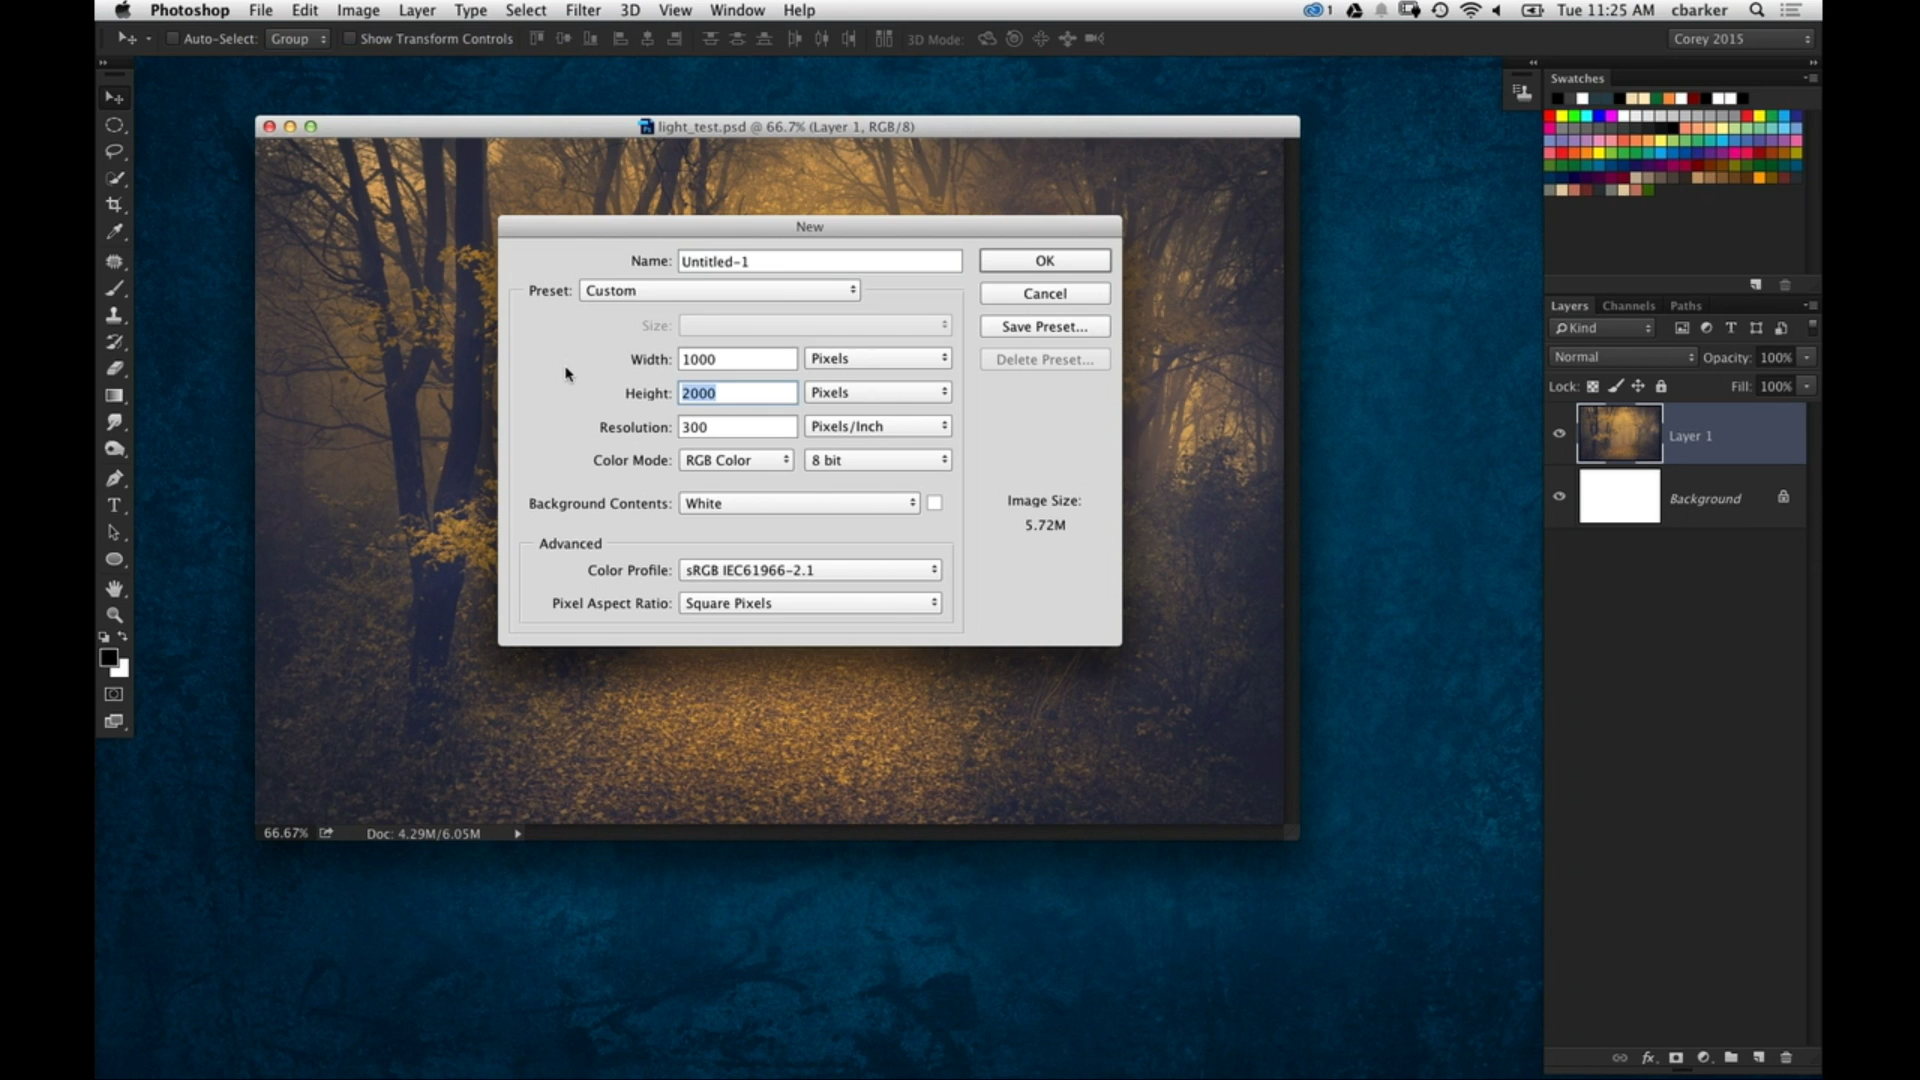 Photoshop File Edit Image Layer Type Select Filter 3D View Window Help 1 Tue 11:25 AM cbarker
Auto-Select: Group Show Transform Controls 3D Mode: Corey 2015
light_test.psd @ 66.7% (Layer 1, RGB/8)
New
Name: Untitled-1
Preset: Custom
Size:
Width: 1000 Pixels
Height: 2000 Pixels
Resolution: 300 Pixels/Inch
Color Mode: RGB Color 8 bit
Background Contents: White
Advanced
Color Profile: sRGB IEC61966-2.1
Pixel Aspect Ratio: Square Pixels
OK
Cancel
Save Preset...
Delete Preset...
Image Size:
5.72M
66.67% Doc: 4.29M/6.05M
Swatches
Layers Channels Paths
Kind
Normal Opacity: 100%
Lock: Fill: 100%
Layer 1
Background
fx